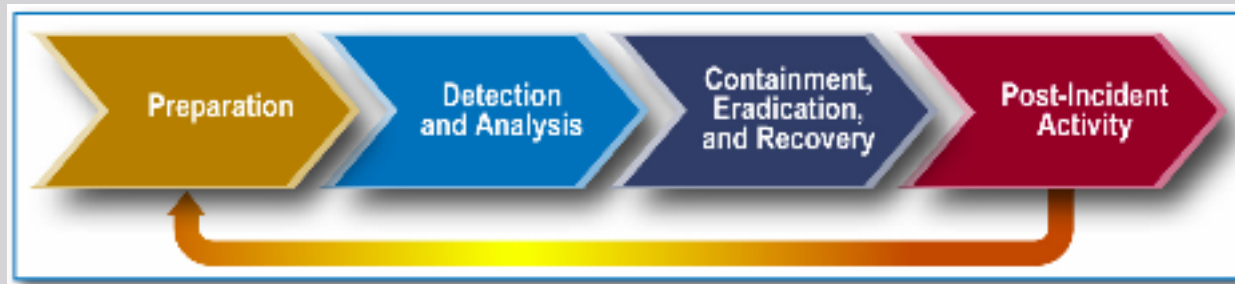 Preparation
Detection
and Analysis
Containment,
Eradication,
and Recovery
Post-Incident
Activity